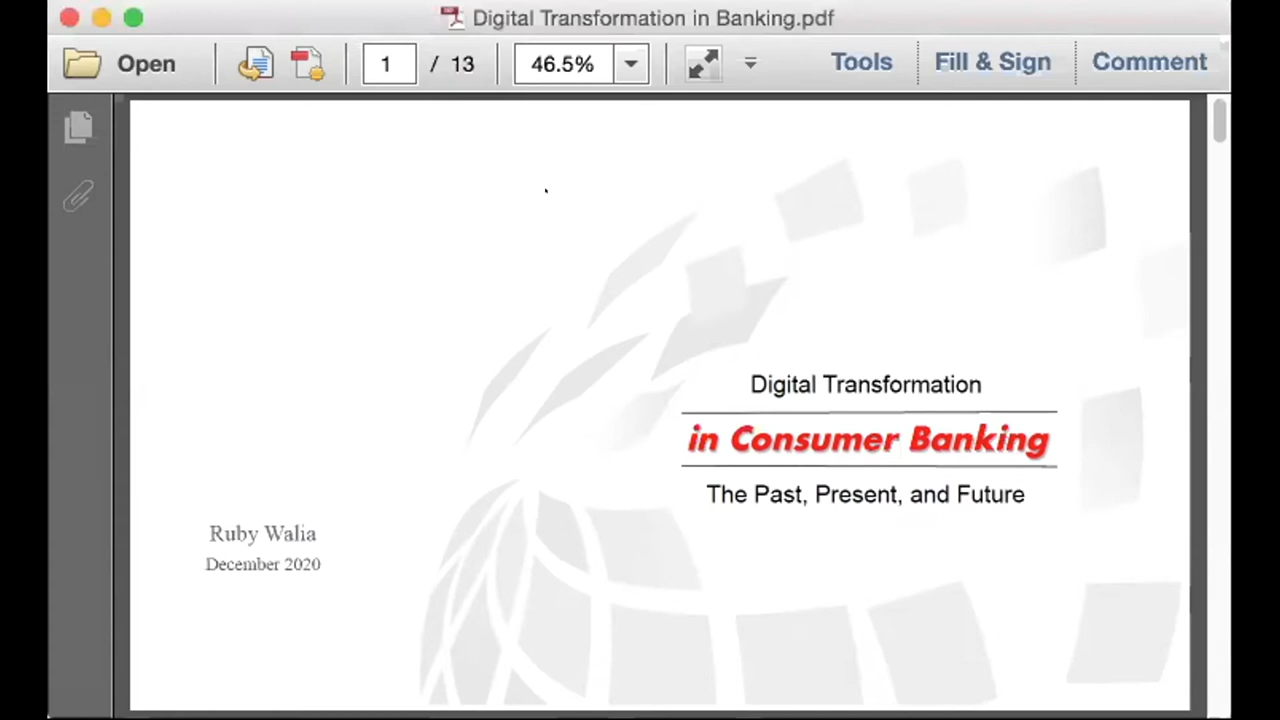 Digital Transformation in Banking.pdf
Open
1 / 13
46.5%
Tools
Fill & Sign
Comment
Digital Transformation
in Consumer Banking
The Past, Present, and Future
Ruby Walia
December 2020